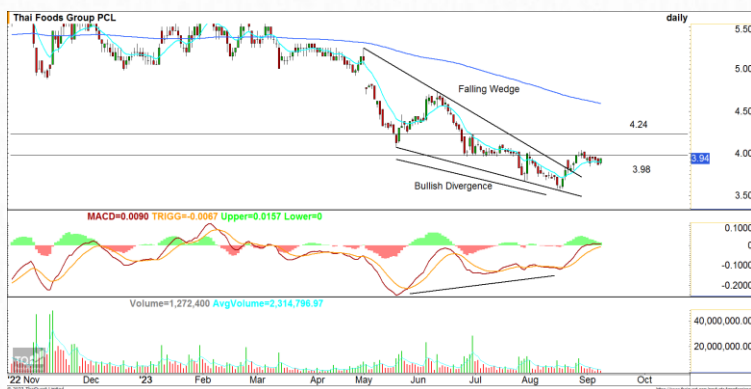 Thai Foods Group PCL daily
5.50
5.00
4.50
4.00
3.50
Falling Wedge
4.24
3.94
3.98
Bullish Divergence
MACD=0.0090 TRIGG=-0.0067 Upper=0.0157 Lower=0
0.1000
-0.1000
-0.2000
Volume=1,272,400 AvgVolume=2,314,796.97
40,000,000.00
20,000,000.00
'22 Nov Dec '23 Feb Mar Apr May Jun Jul Aug Sep Oct